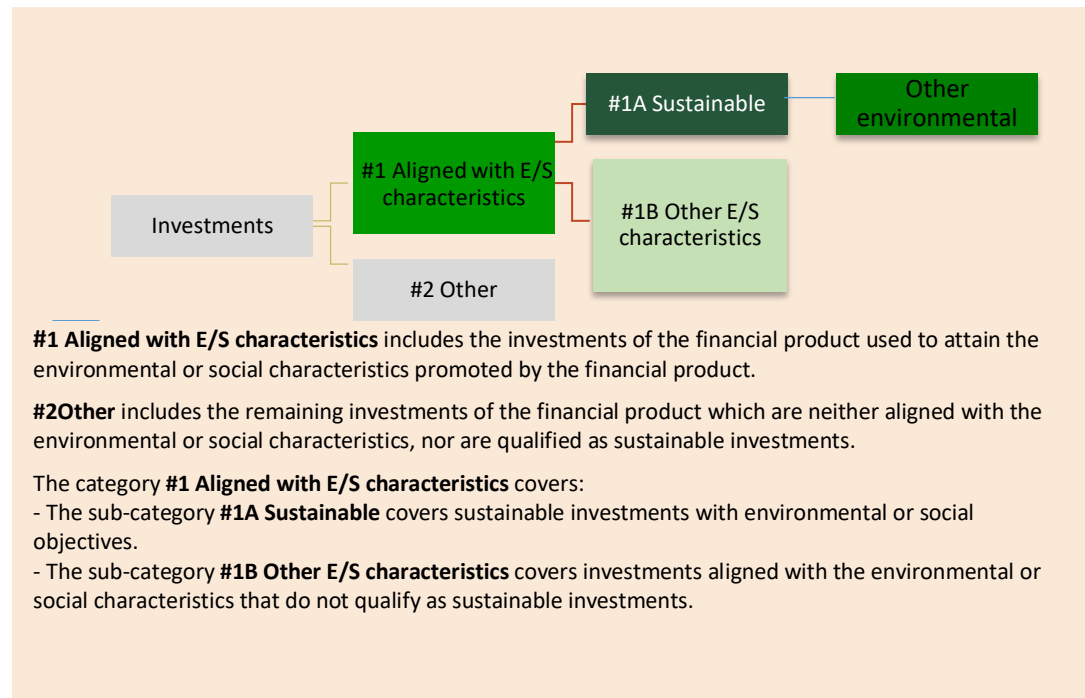 #1A Sustainable
Other
environmental
#1 Aligned with E/S
characteristics
#1B Other E/S
characteristics
Investments
#2 Other
#1 Aligned with E/S characteristics includes the investments of the financial product used to attain the
environmental or social characteristics promoted by the financial product.
#2Other includes the remaining investments of the financial product which are neither aligned with the
environmental or social characteristics, nor are qualified as sustainable investments.
The category #1 Aligned with E/S characteristics covers:
- The sub-category #1A Sustainable covers sustainable investments with environmental or social
objectives.
- The sub-category #1B Other E/S characteristics covers investments aligned with the environmental or
social characteristics that do not qualify as sustainable investments.